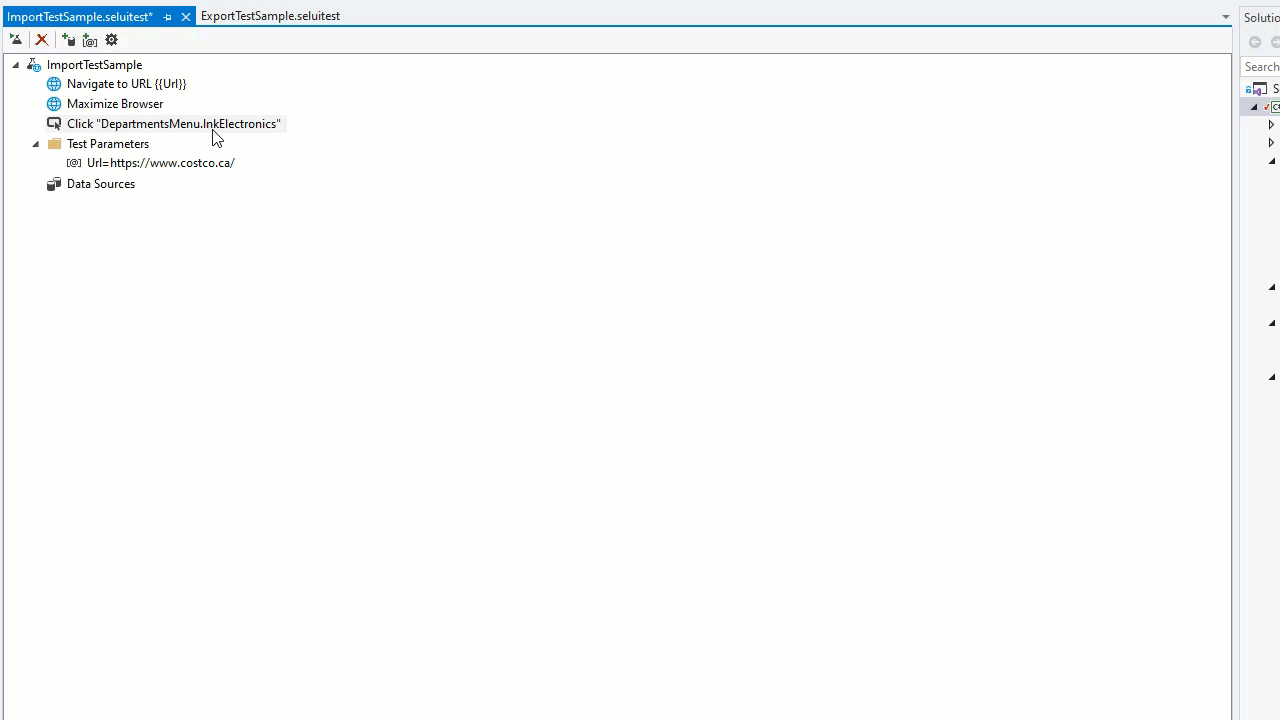 ImportTestSample.seluitest*
ExportTestSample.seluitest
Solutio
Search
S
ImportTestSample
Navigate to URL {{Url}}
Maximize Browser
Click "DepartmentsMenu.lnkElectronics"
Test Parameters
Url=https://www.costco.ca/
Data Sources